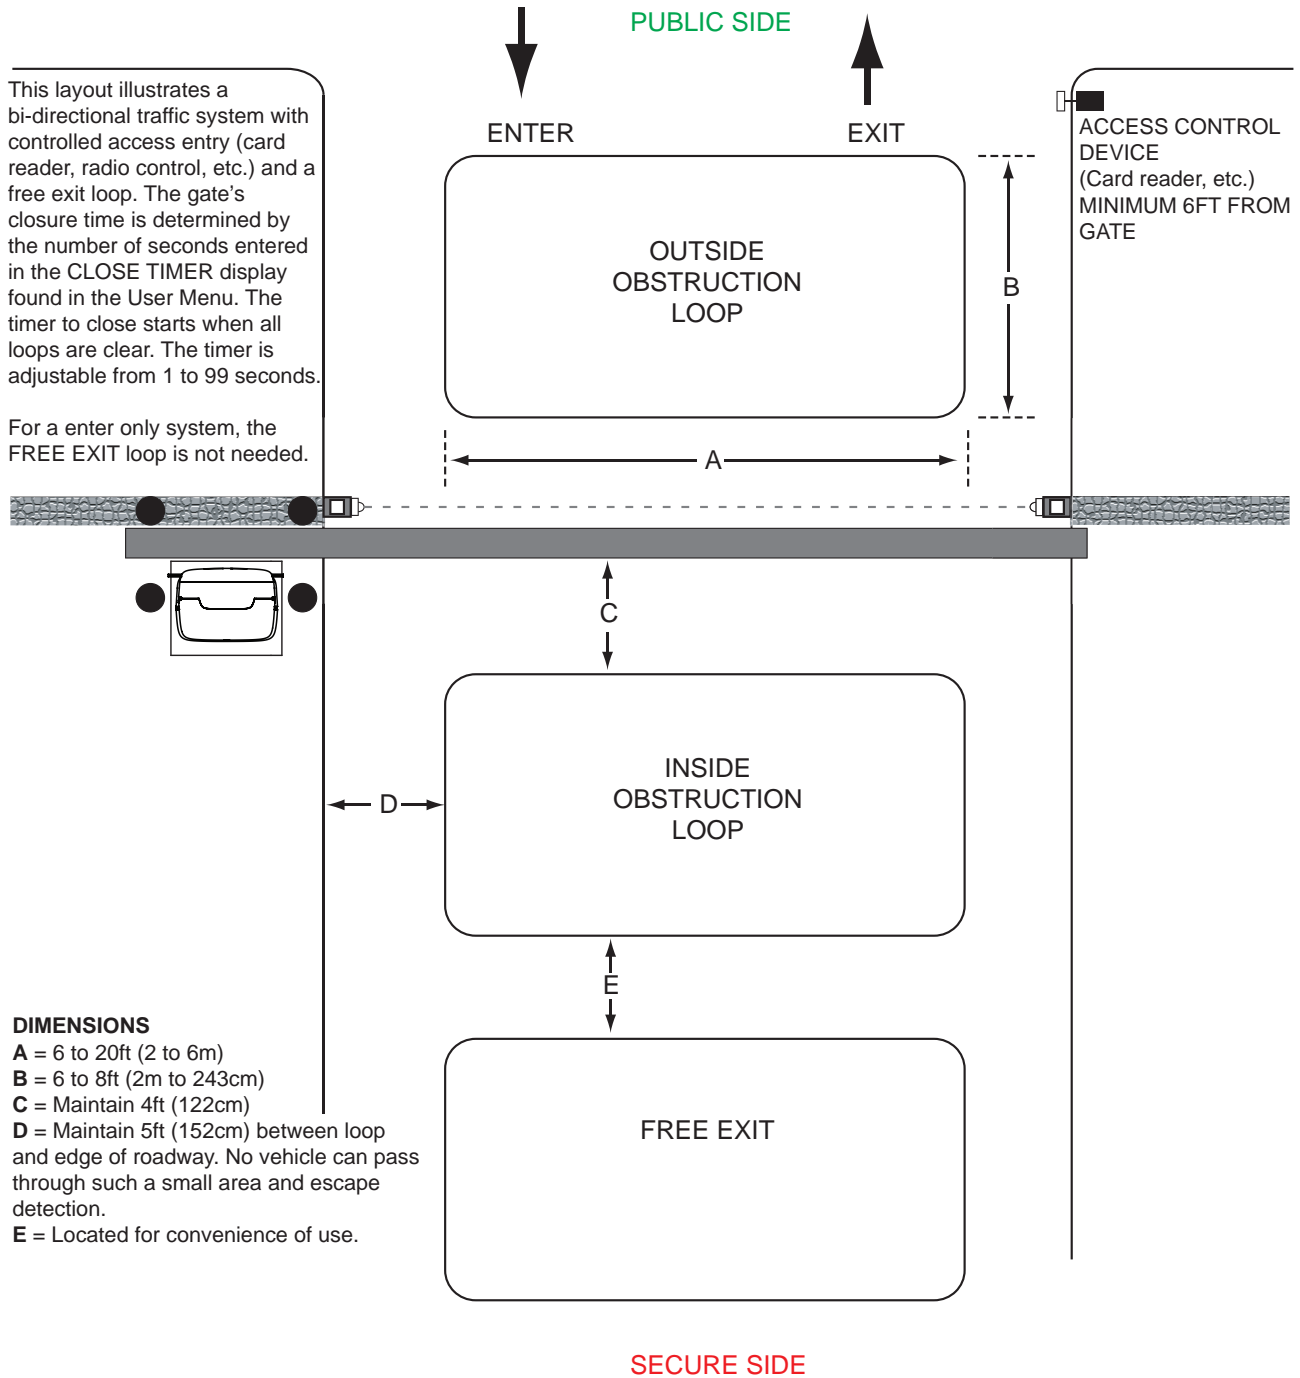 PUBLIC SIDE
This layout illustrates a
bi-directional traffic system with
controlled access entry (card
reader, radio control, etc.) and a
free exit loop. The gate's
closure time is determined by
the number of seconds entered
in the CLOSE TIMER display
found in the User Menu. The
timer to close starts when all
loops are clear. The timer is
adjustable from 1 to 99 seconds.
For a enter only system, the
FREE EXIT loop is not needed.
ENTER
EXIT
ACCESS CONTROL
DEVICE
(Card reader, etc.)
MINIMUM 6FT FROM
GATE
OUTSIDE
OBSTRUCTION
LOOP
B
A
C
INSIDE
OBSTRUCTION
LOOP
D
E
DIMENSIONS
A = 6 to 20ft (2 to 6m)
B = 6 to 8ft (2m to 243cm)
C = Maintain 4ft (122cm)
D = Maintain 5ft (152cm) between loop
and edge of roadway. No vehicle can pass
through such a small area and escape
detection.
E = Located for convenience of use.
FREE EXIT
SECURE SIDE